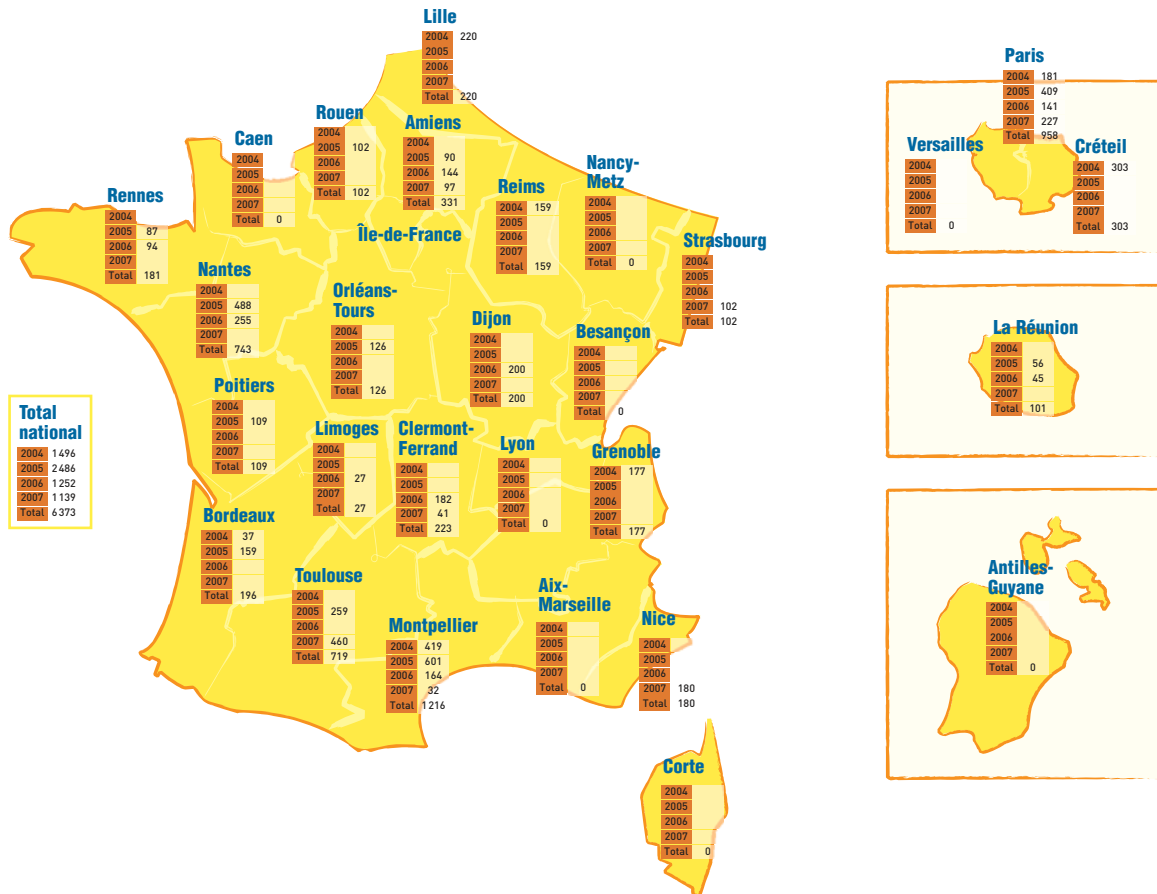 Lille
2004 220
2005
2006
2007
Total 220
Rouen
2004
2005 102
2006
2007
Total 102
Caen
2004
2005
2006
2007
Total 0
Amiens
2004
2005 90
2006 144
2007 97
Total 331
Nancy-
Metz
2004
2005
2006
2007
Total 0
Rennes
2004
2005 87
2006 94
2007
Total 181
Reims
2004 159
2005
2006
2007
Total 159
Île-de-France
Strasbourg
2004
2005
2006
2007 102
Total 102
Nantes
2004
2005 488
2006 255
2007
Total 743
Orléans-
Tours
2004
2005 126
2006
2007
Total 126
Dijon
2004
2005
2006 200
2007
Total 200
Besançon
2004
2005
2006
2007
Total 0
Poitiers
2004
2005 109
2006
2007
Total 109
Total
national
2004 1 496
2005 2 486
2006 1 252
2007 1 139
Total 6 373
Limoges
2004
2005
2006 27
2007
Total 27
Clermont-
Ferrand
2004
2005
2006 182
2007 41
Total 223
Lyon
2004
2005
2006
2007
Total 0
Grenoble
2004 177
2005
2006
2007
Total 177
Bordeaux
2004 37
2005 159
2006
2007
Total 196
Toulouse
2004
2005 259
2006
2007 460
Total 719
Montpellier
2004 419
2005 601
2006 164
2007 32
Total 1 216
Aix-
Marseille
2004
2005
2006
2007
Total 0
Nice
2004
2005
2006
2007 180
Total 180
Corte
2004
2005
2006
2007
Total 0
Paris
2004 181
2005 409
2006 141
2007 227
Total 958
Versailles
2004
2005
2006
2007
Total 0
Créteil
2004 303
2005
2006
2007
Total 303
La Réunion
2004
2005 56
2006 45
2007
Total 101
Antilles-
Guyane
2004
2005
2006
2007
Total 0